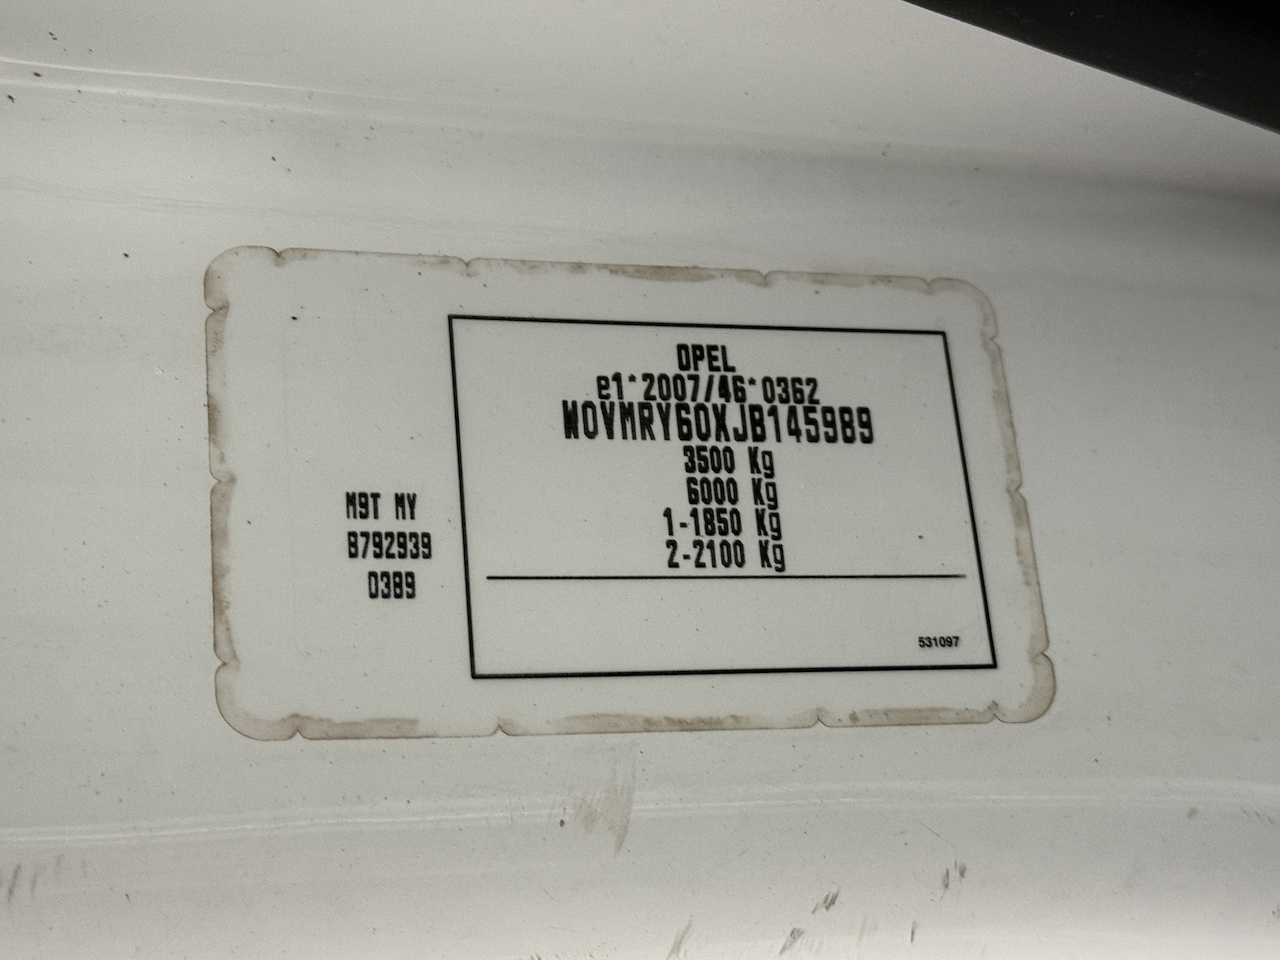 OPEL
e1*2007/46*0362
W0VMRY60XJB145989
3500 Kg
6000 Kg
1-1850 Kg
2-2100 Kg
M9T MY
B792939
0389
531097